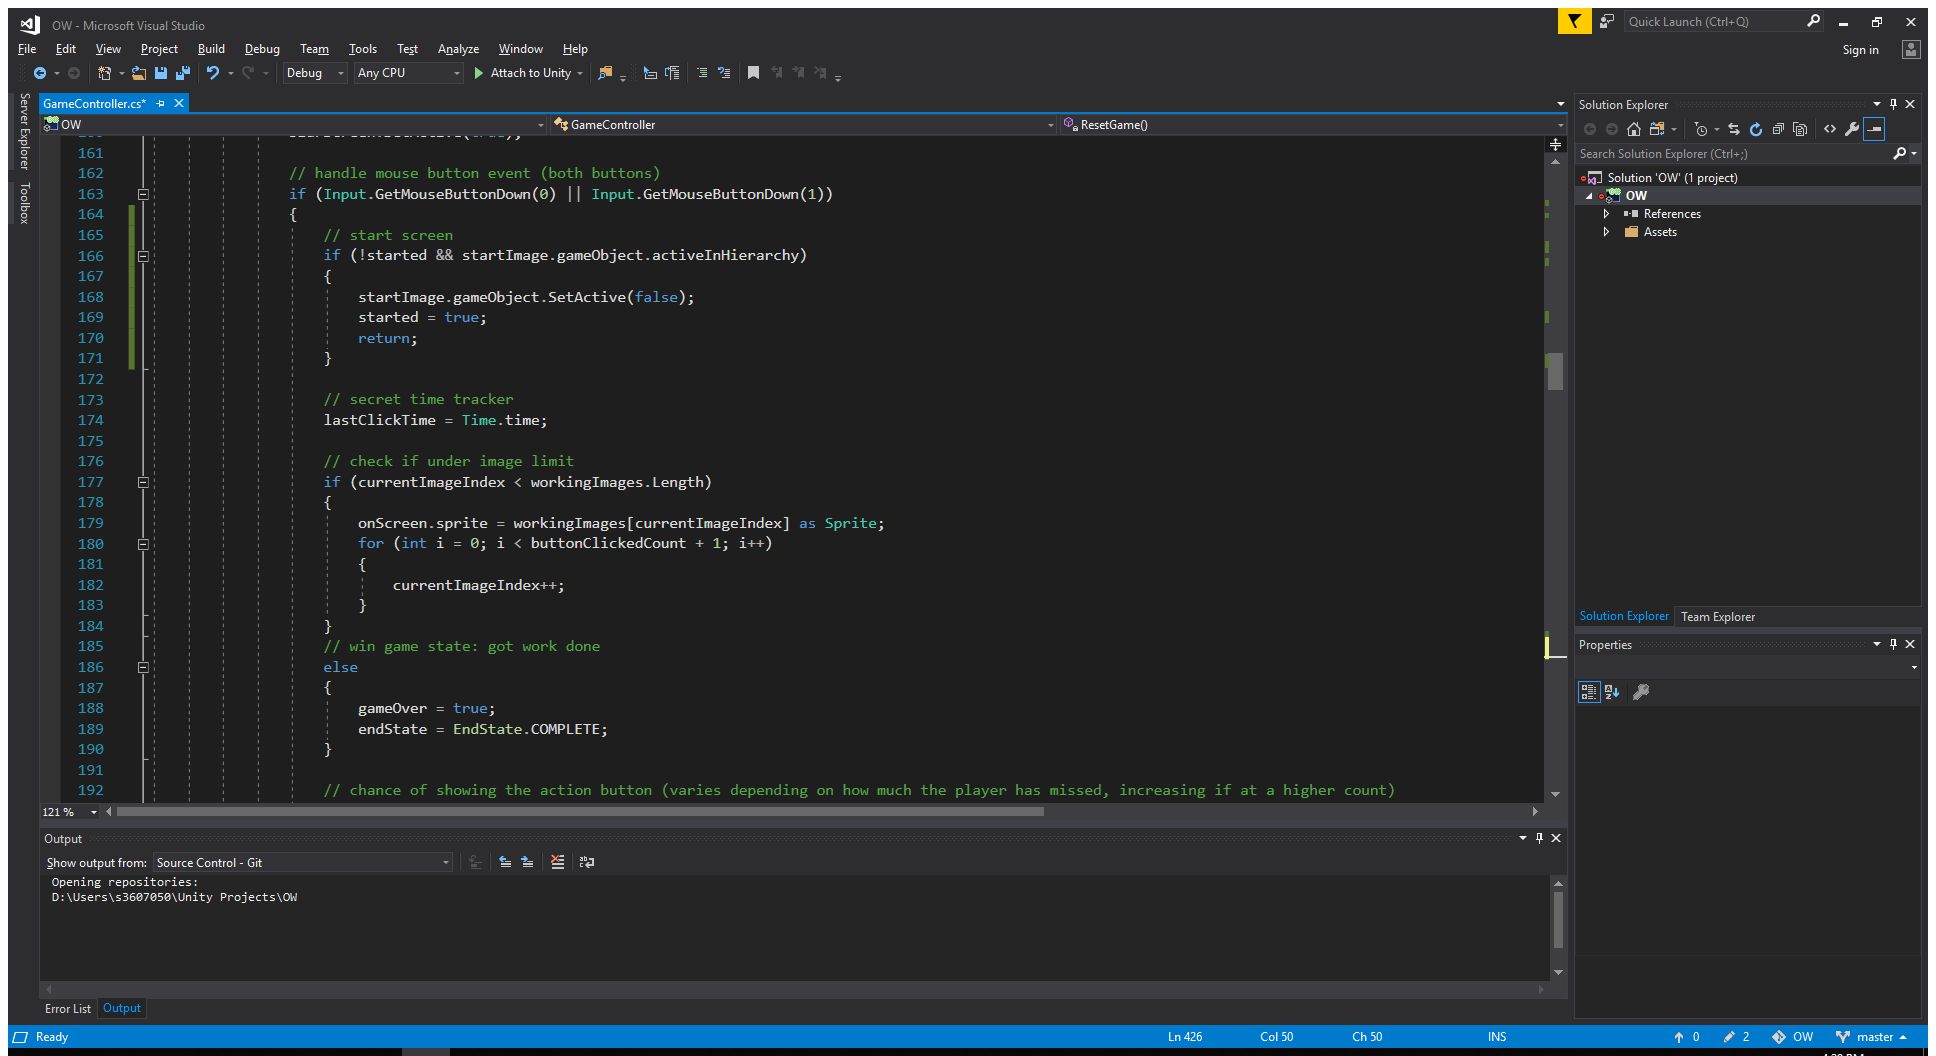 OW - Microsoft Visual Studio
Quick Launch (Ctrl+Q)
File Edit View Project Build Debug Team Tools Test Analyze Window Help
Sign in
Debug Any CPU Attach to Unity
Server Explorer
Toolbox
GameController.cs*
OW GameController ResetGame()
161
162 // handle mouse button event (both buttons)
163 if (Input.GetMouseButtonDown(0) || Input.GetMouseButtonDown(1))
164 {
165 // start screen
166 if (!started && startImage.gameObject.activeInHierarchy)
167 {
168 startImage.gameObject.SetActive(false);
169 started = true;
170 return;
171 }
172
173 // secret time tracker
174 lastClickTime = Time.time;
175
176 // check if under image limit
177 if (currentImageIndex < workingImages.Length)
178 {
179 onScreen.sprite = workingImages[currentImageIndex] as Sprite;
180 for (int i = 0; i < buttonClickedCount + 1; i++)
181 {
182 currentImageIndex++;
183 }
184 }
185 // win game state: got work done
186 else
187 {
188 gameOver = true;
189 endState = EndState.COMPLETE;
190 }
191
192 // chance of showing the action button (varies depending on how much the player has missed, increasing if at a higher count)
121 %
Output
Show output from: Source Control - Git
Opening repositories:
D:\Users\s3607050\Unity Projects\OW
Error List Output
Solution Explorer
Search Solution Explorer (Ctrl+;)
Solution 'OW' (1 project)
OW
References
Assets
Solution Explorer Team Explorer
Properties
Ready Ln 426 Col 50 Ch 50 INS 0 2 OW master